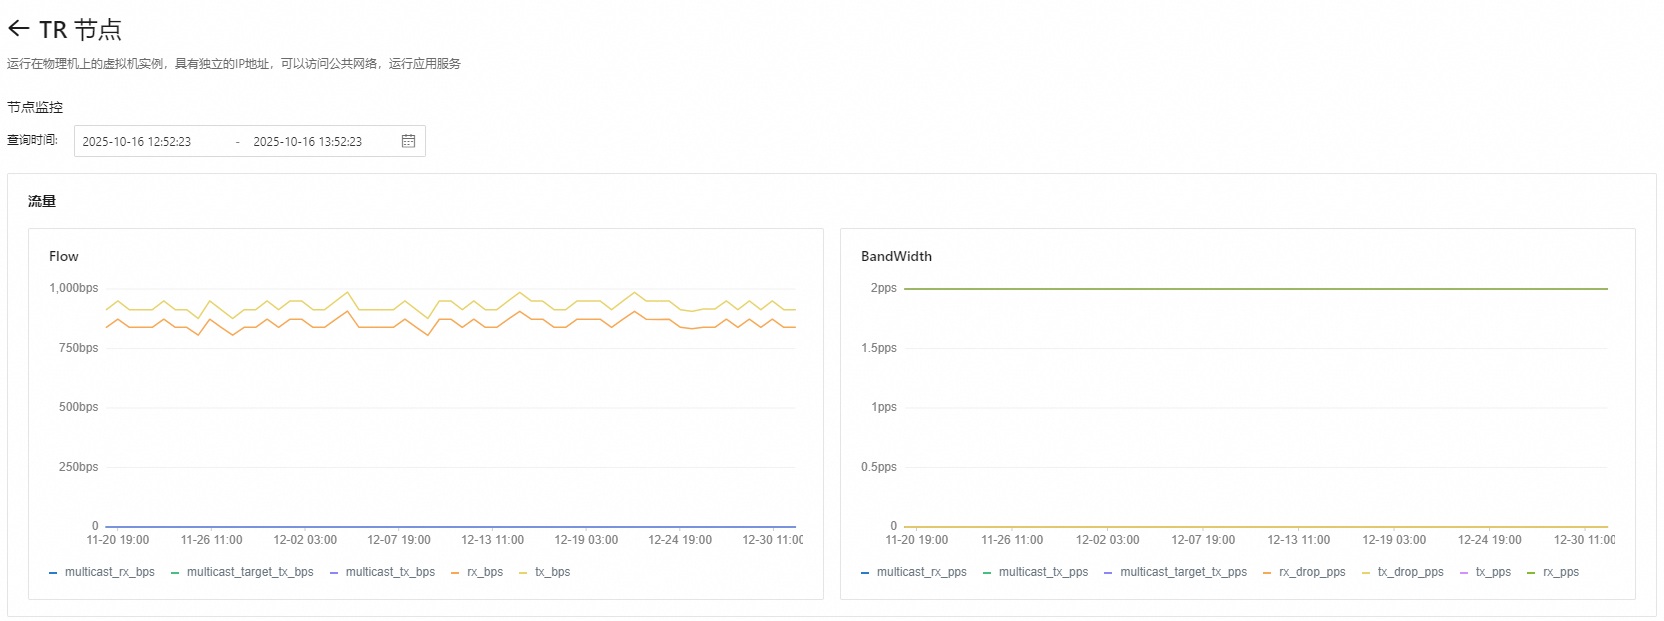 TR 节点
运行在物理机上的虚拟机实例，具有独立的IP地址，可以访问公共网络，运行应用服务
节点监控
查询时间: 2025-10-16 12:52:23 - 2025-10-16 13:52:23
流量
Flow
1,000bps
750bps
500bps
250bps
0
11-20 19:00 11-26 11:00 12-02 03:00 12-07 19:00 12-13 11:00 12-19 03:00 12-24 19:00 12-30 11:00
multicast_rx_bps multicast_target_tx_bps multicast_tx_bps rx_bps tx_bps
BandWidth
2pps
1.5pps
1pps
0.5pps
0
11-20 19:00 11-26 11:00 12-02 03:00 12-07 19:00 12-13 11:00 12-19 03:00 12-24 19:00 12-30 11:00
multicast_rx_pps multicast_tx_pps multicast_target_tx_pps rx_drop_pps tx_drop_pps tx_pps rx_pps